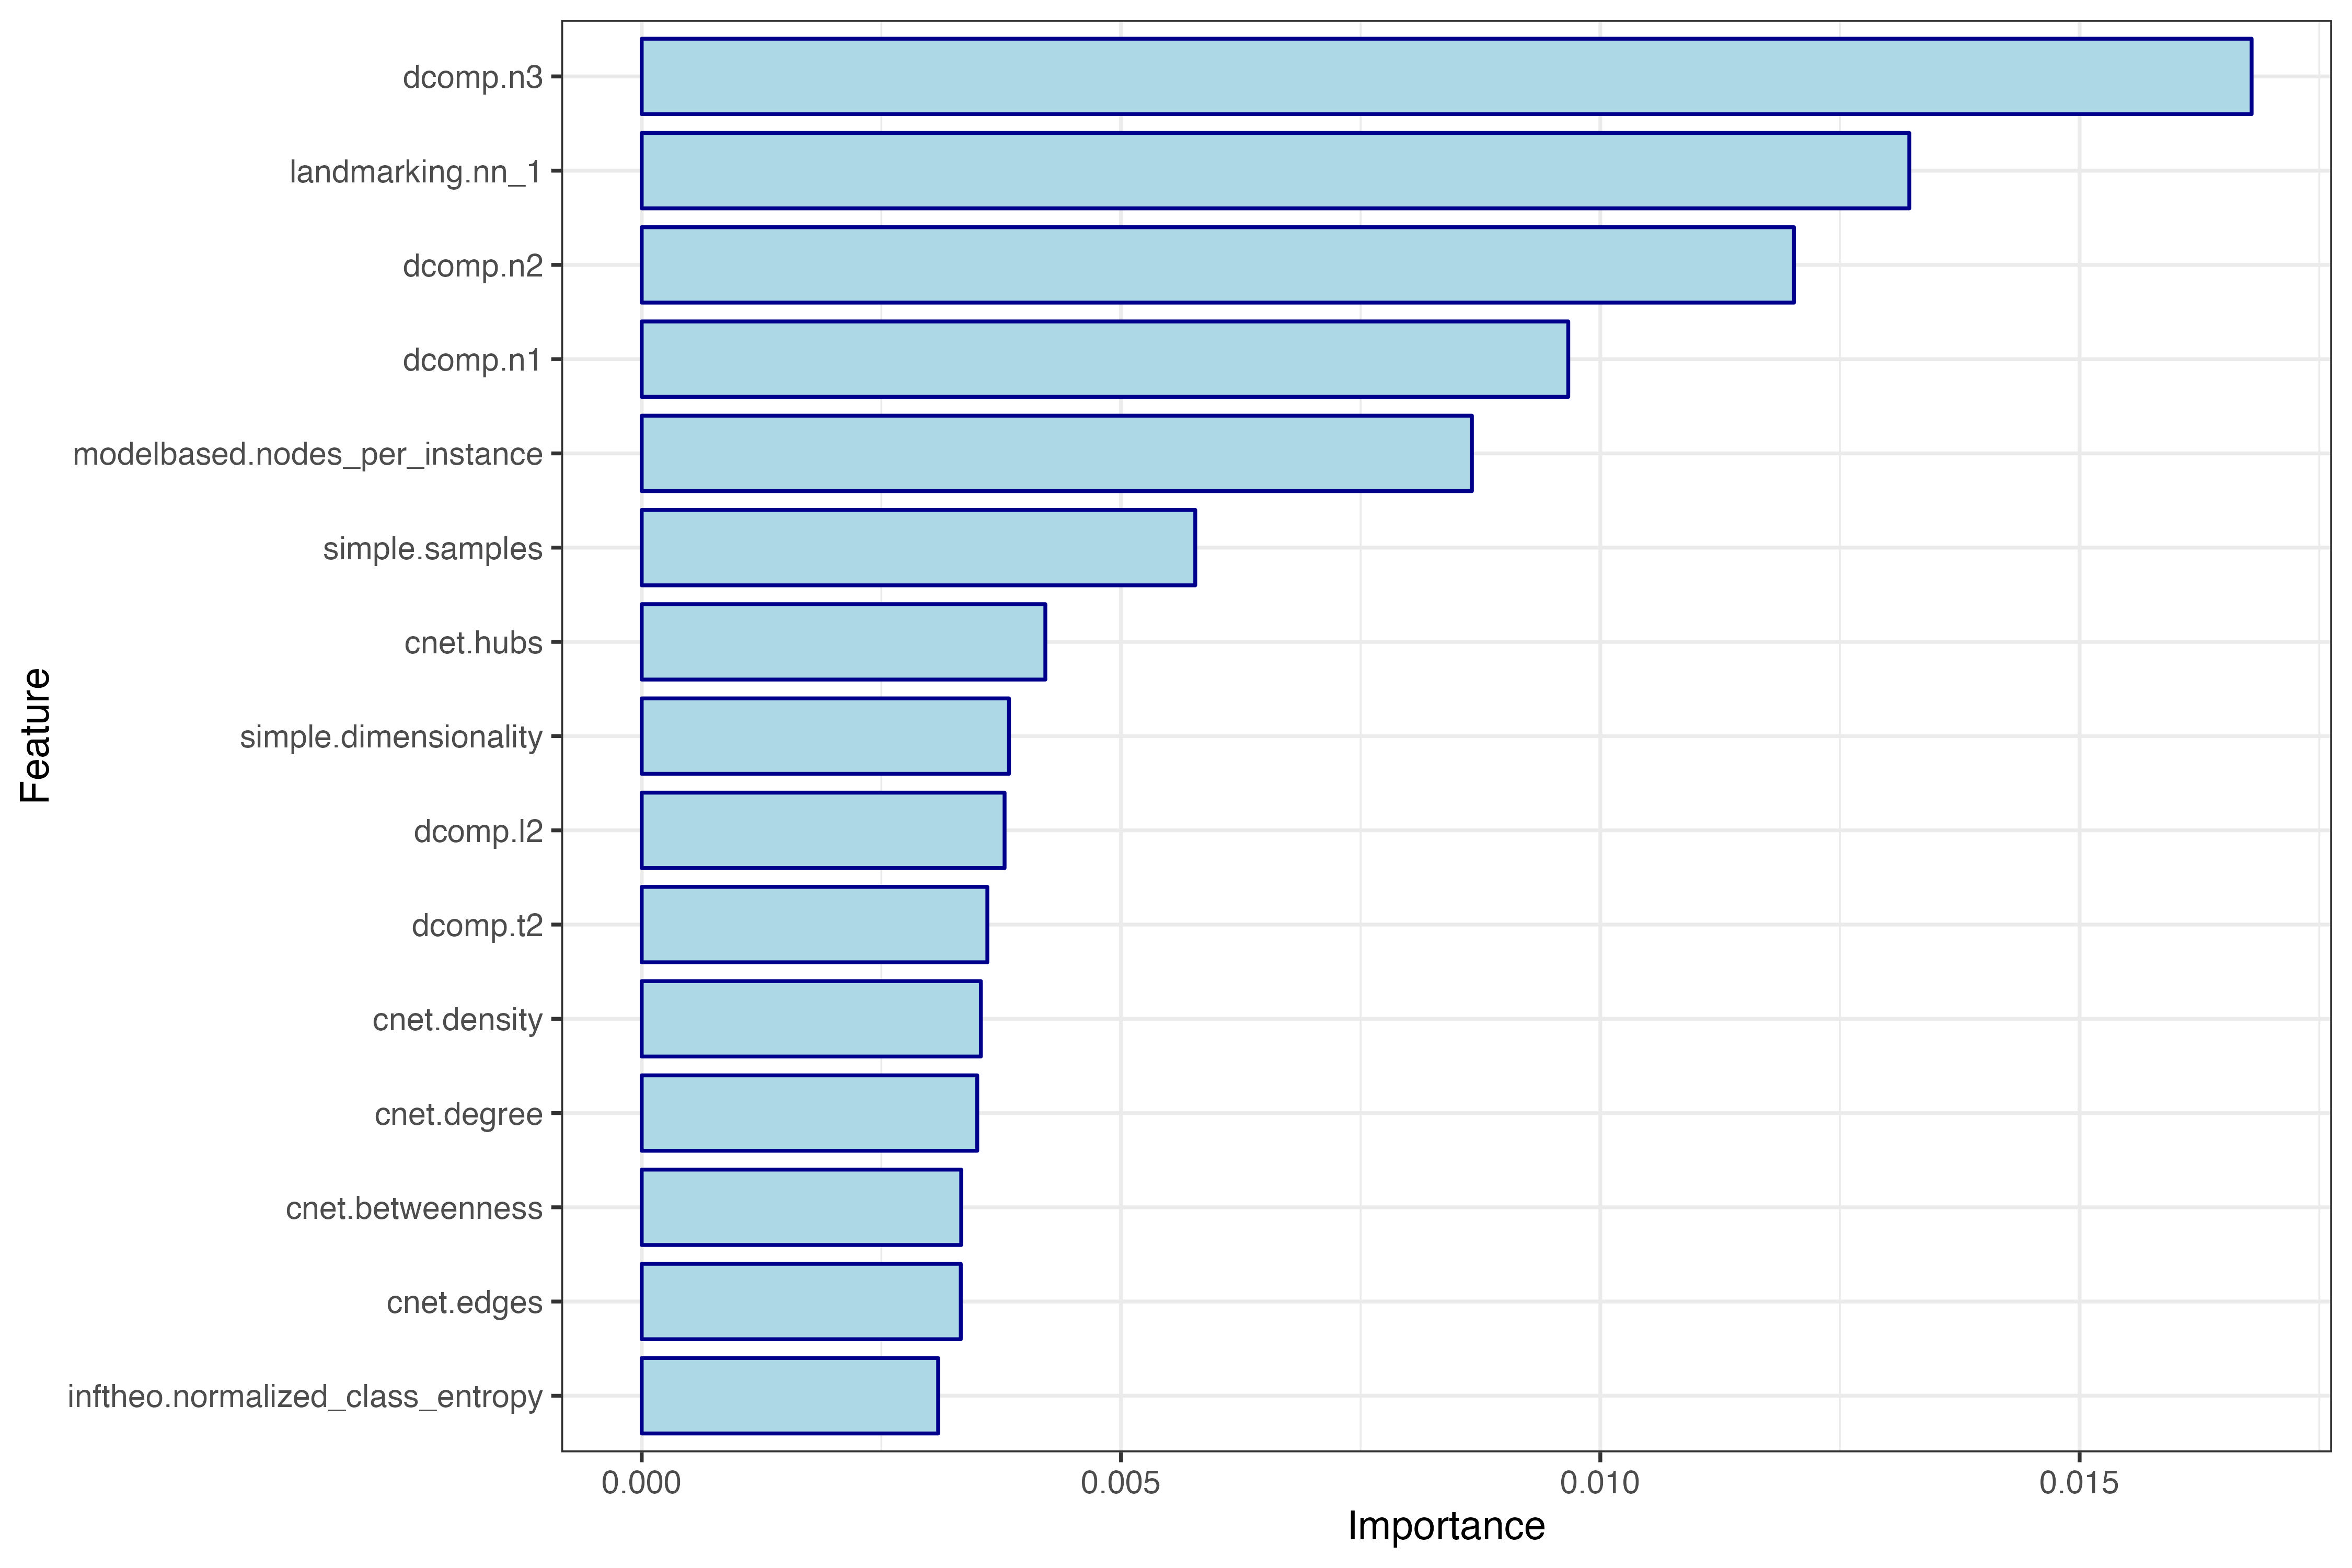 dcomp.n3
landmarking.nn_1
dcomp.n2
dcomp.n1
modelbased.nodes_per_instance
simple.samples
cnet.hubs
simple.dimensionality
dcomp.l2
dcomp.t2
cnet.density
cnet.degree
cnet.betweenness
cnet.edges
inftheo.normalized_class_entropy
Feature
0.000 0.005 0.010 0.015
Importance